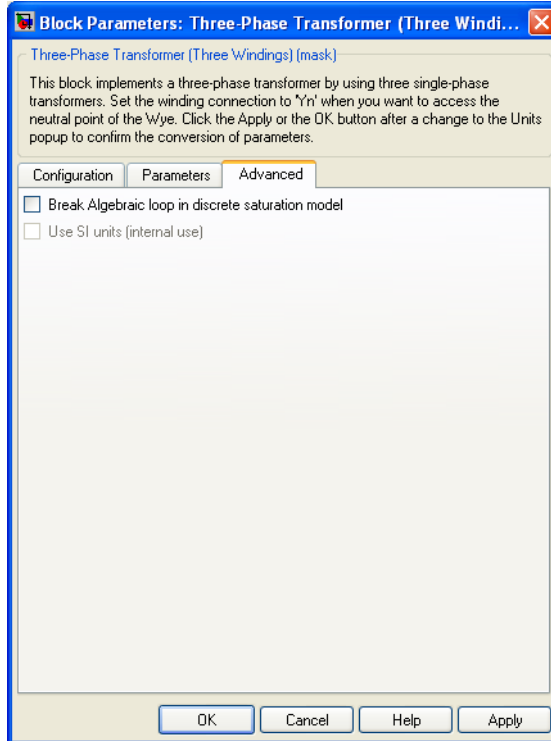 Block Parameters: Three-Phase Transformer (Three Windi...
Three-Phase Transformer (Three Windings) (mask)
This block implements a three-phase transformer by using three single-phase
transformers. Set the winding connection to 'Yn' when you want to access the
neutral point of the Wye. Click the Apply or the OK button after a change to the Units
popup to confirm the conversion of parameters.
Configuration Parameters Advanced
Break Algebraic loop in discrete saturation model
Use SI units (internal use)
OK Cancel Help Apply